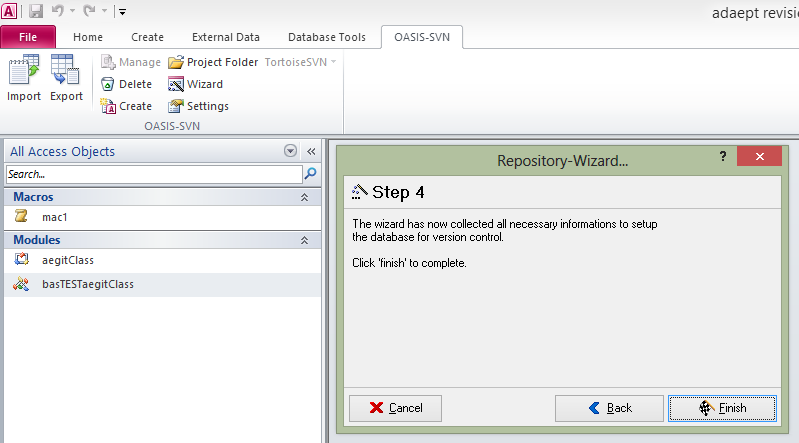 adaept revisio
File Home Create External Data Database Tools OASIS-SVN
Import Export
Manage Project Folder TortoiseSVN
Delete Wizard
Create Settings
OASIS-SVN
All Access Objects
Search...
Macros
mac1
Modules
aegitClass
basTESTaegitClass
Repository-Wizard...
?
Step 4
The wizard has now collected all necessary informations to setup
the database for version control.
Click 'finish' to complete.
Cancel Back Finish